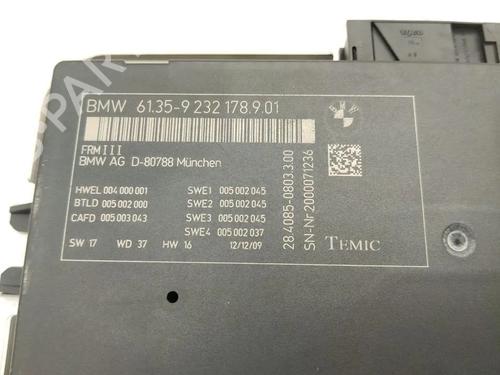 BMW 61.35-9 232 178.9.01
FRM III
BMW AG D-80788 München
HWEL 004 000 001
BTLD 005 002 000
CAFD 005 003 043
SWE1 005 002 045
SWE2 005 002 045
SWE3 005 002 045
SWE4 005 002 037
SW 17 WD 37 HW 16 12/12/09
28.4085-0803.3.00
SN-Nr 2000071236
BMW
TEMIC